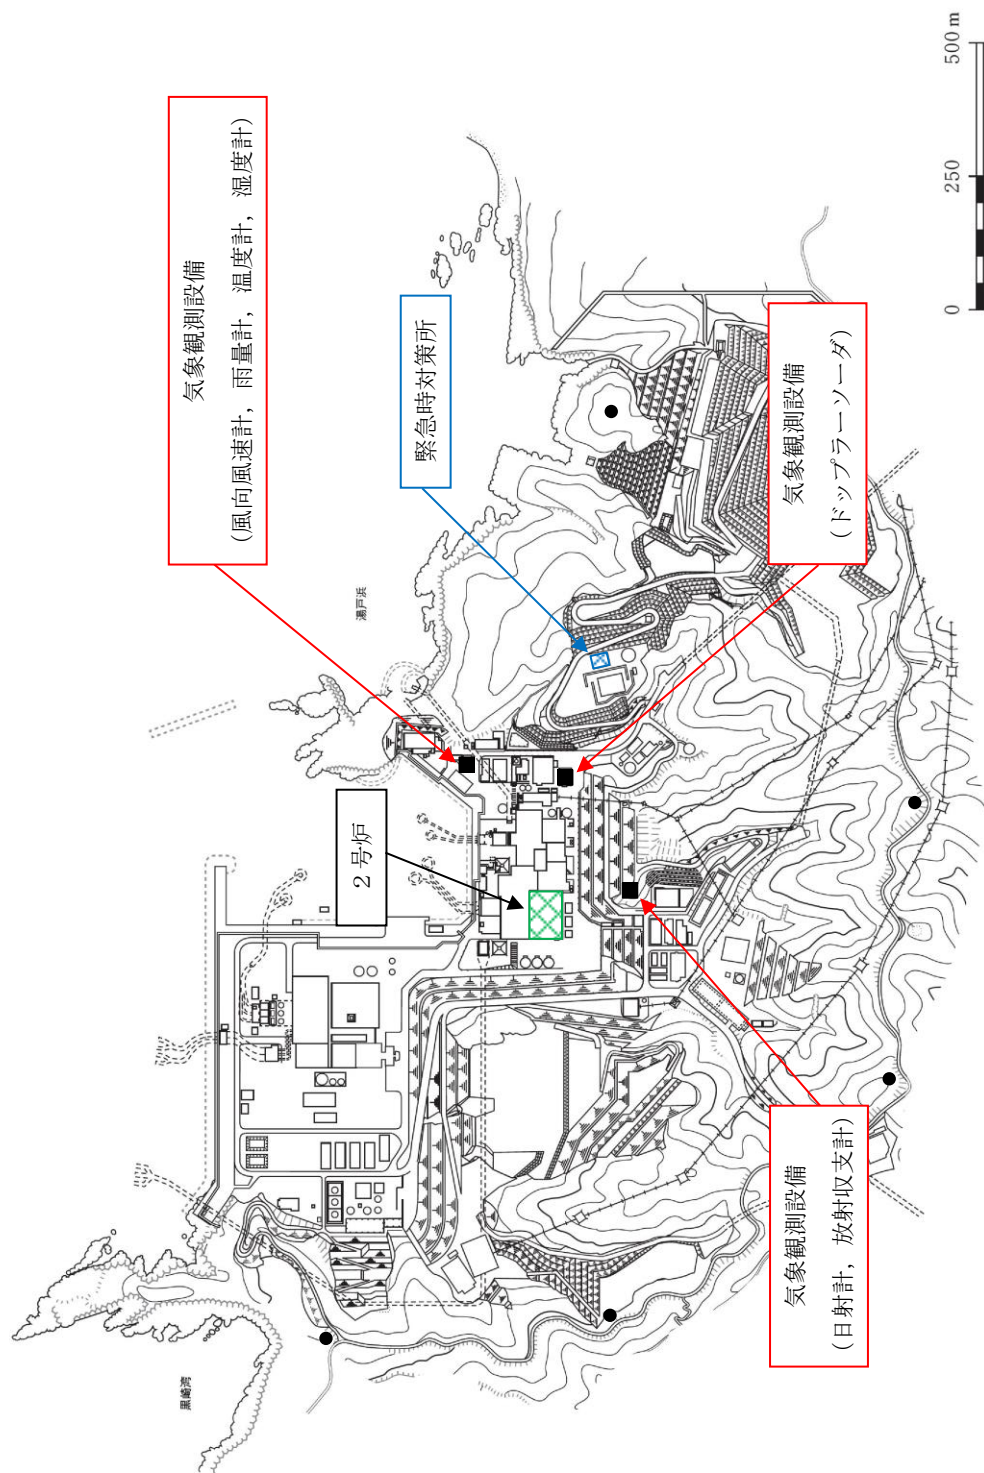 黒崎湾
気象観測設備
(風向風速計，雨量計，温度計，湿度計)
湯戸浜
2号炉
緊急時対策所
気象観測設備
(日射計，放射収支計)
気象観測設備
(ドップラーソーダ)
0 250 500 m